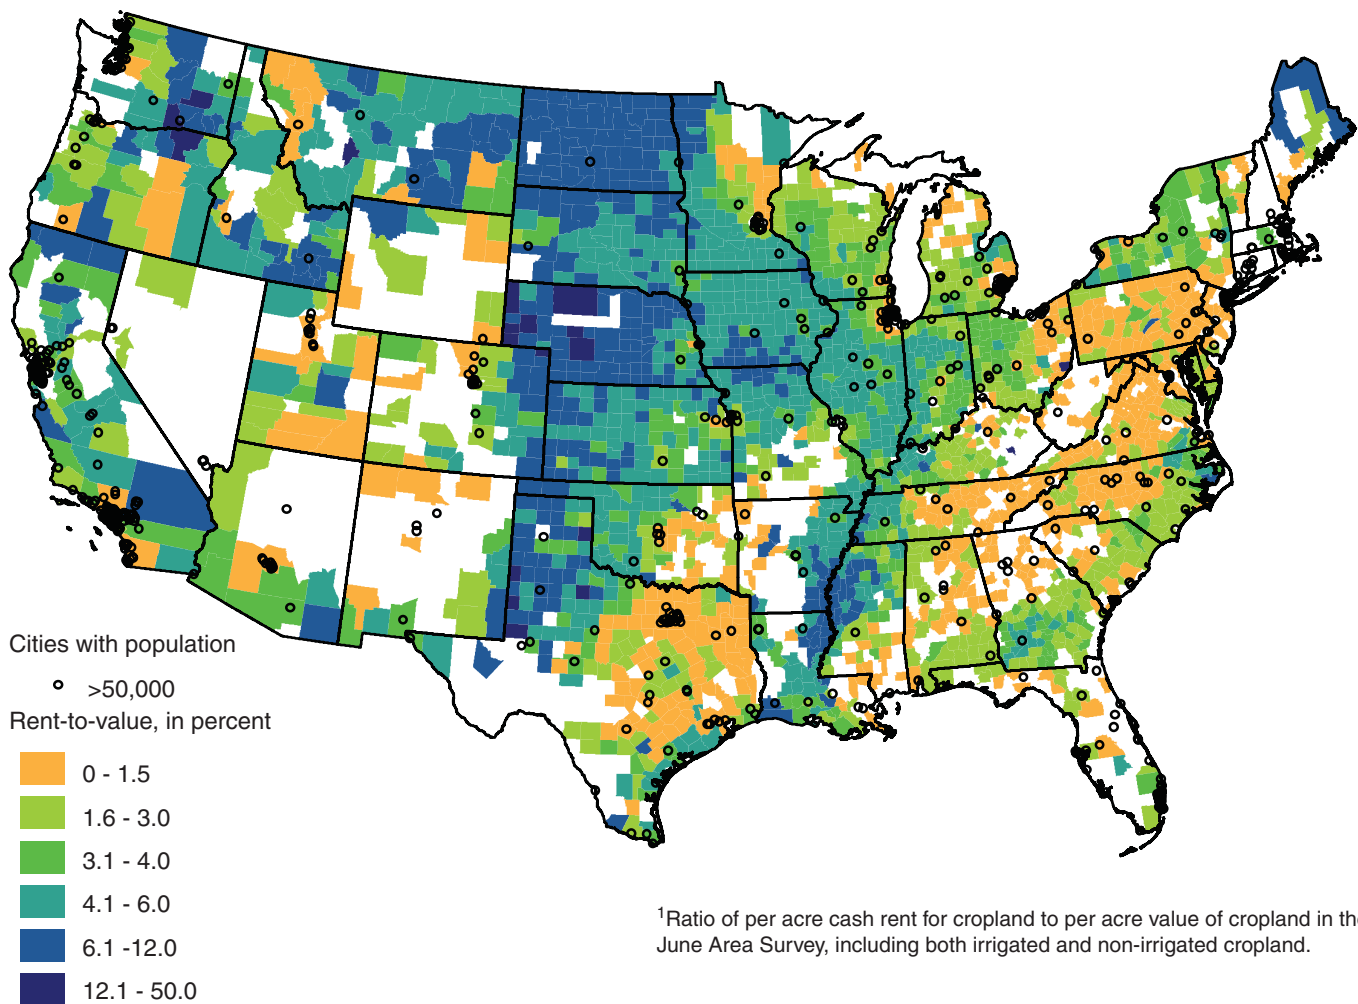 Cities with population
>50,000
Rent-to-value, in percent
0 - 1.5
1.6 - 3.0
3.1 - 4.0
4.1 - 6.0
6.1 -12.0
12.1 - 50.0
1Ratio of per acre cash rent for cropland to per acre value of cropland in the
June Area Survey, including both irrigated and non-irrigated cropland.